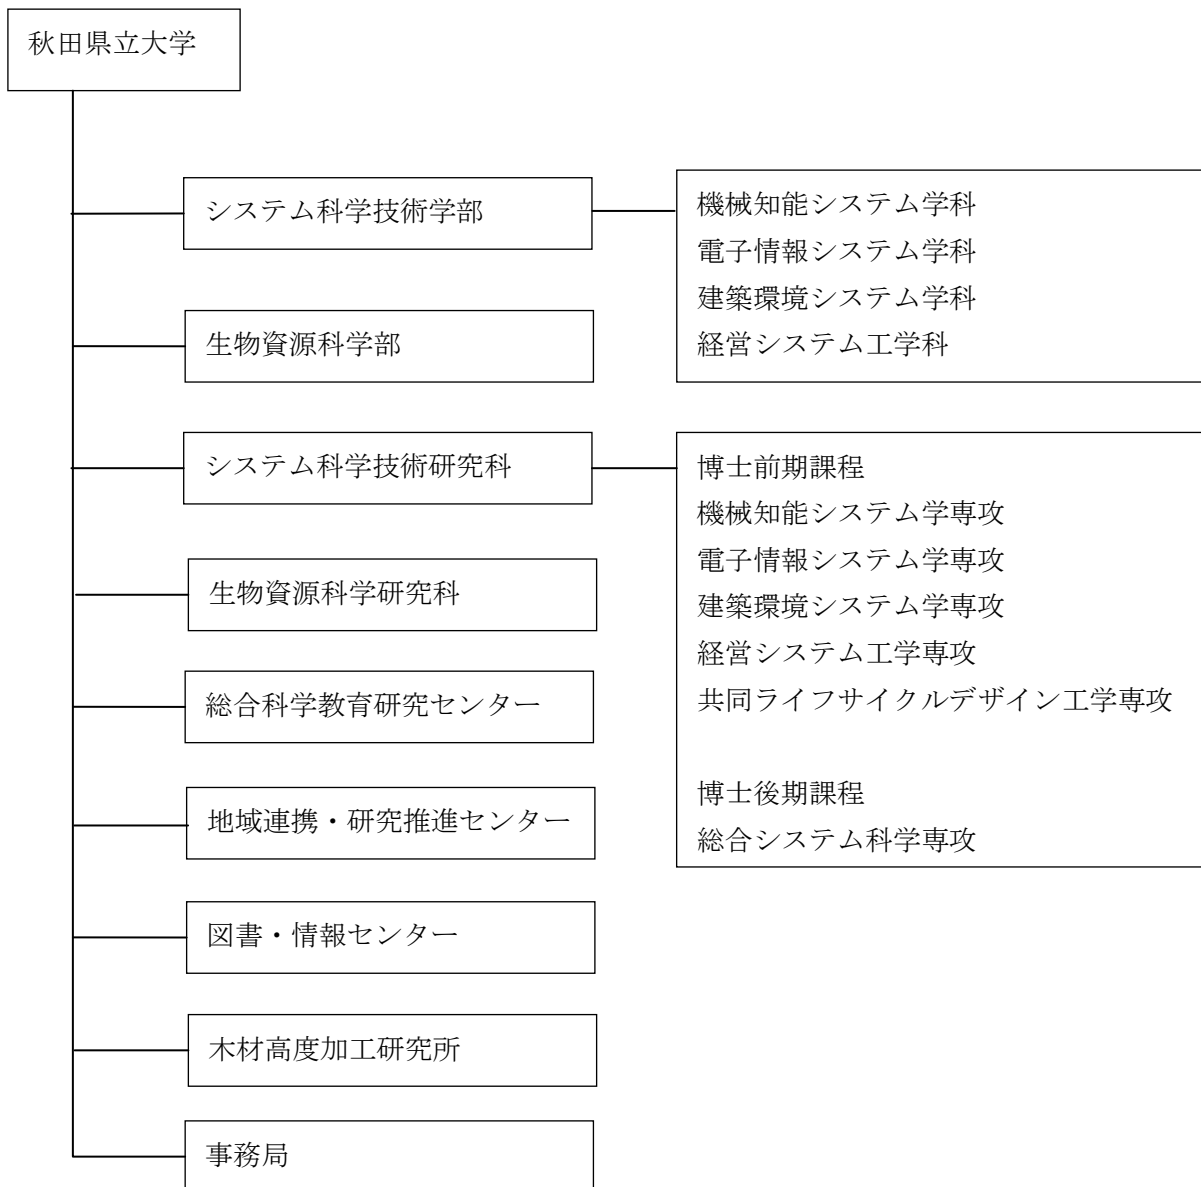 秋田県立大学
システム科学技術学部
機械知能システム学科
電子情報システム学科
建築環境システム学科
経営システム工学科
生物資源科学部
システム科学技術研究科
博士前期課程
機械知能システム学専攻
電子情報システム学専攻
建築環境システム学専攻
経営システム工学専攻
共同ライフサイクルデザイン工学専攻
博士後期課程
総合システム科学専攻
生物資源科学研究科
総合科学教育研究センター
地域連携・研究推進センター
図書・情報センター
木材高度加工研究所
事務局